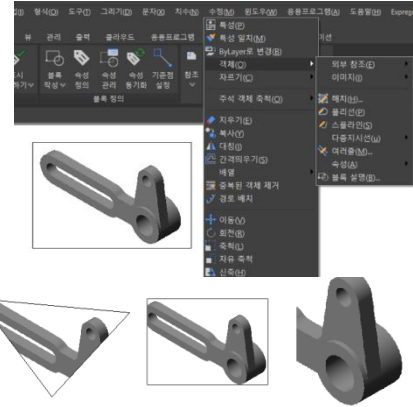 형식(O) 도구(T) 그리기(D) 문자(X) 치수(N) 수정(M) 윈도우(W) 응용프로그램(A) 도움말(H)
뷰 관리 출력 클라우드 응용프로그램
블록 작성 속성 정의 속성 관리 속성 동기화 기준점 설정 참조
블록 정의
특성(P)
특성 일치(M)
ByLayer로 변경(B)
객체(O)
자르기(C)
주석 객체 축척(O)
지우기(E)
복사(Y)
대칭(I)
간격띄우기(S)
배열
중복된 객체 제거
경로 배치
이동(V)
회전(R)
축척(L)
자유 축척
신축(H)
외부 참조(E)
이미지(I)
해치(H)...
폴리선(P)
스플라인(S)
다중지시선(U)
여러줄(M)...
속성(A)
블록 설명(B)...